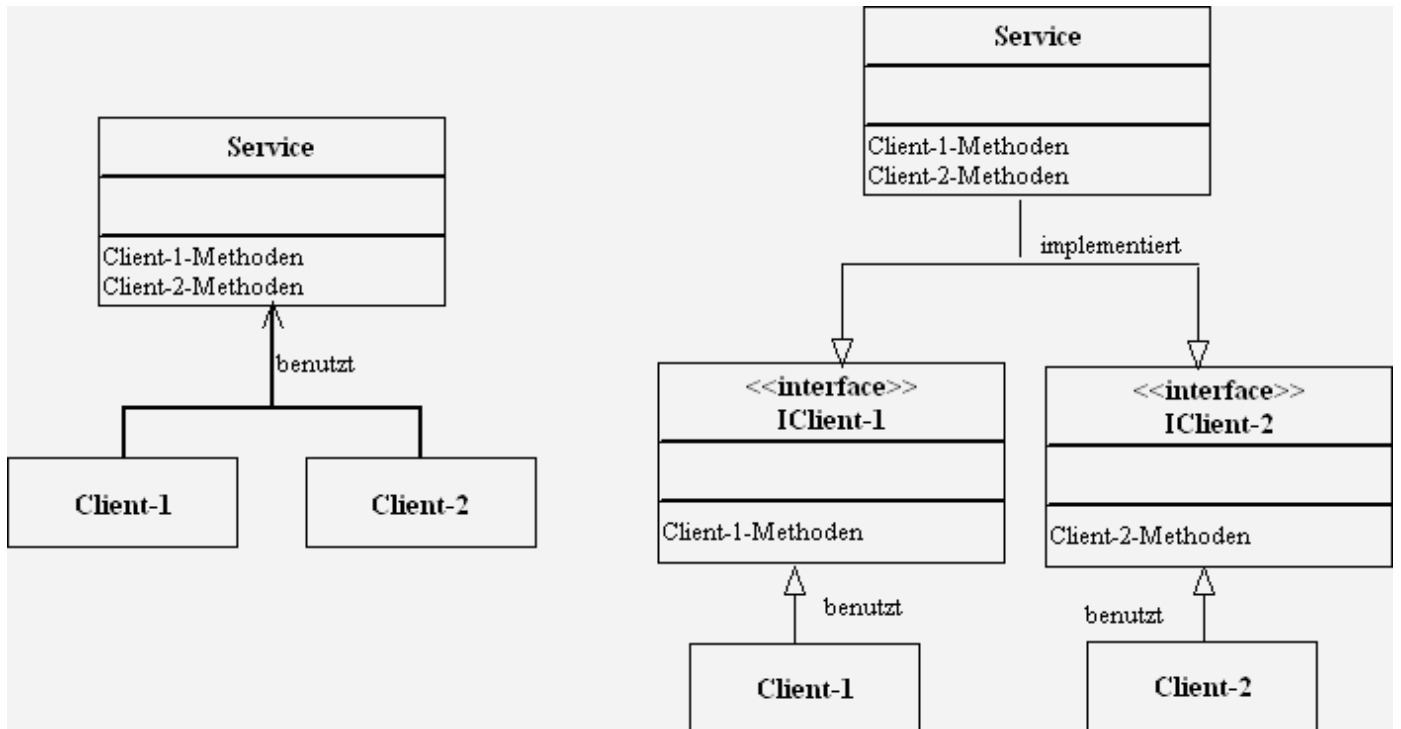 Service
Client-1-Methoden
Client-2-Methoden
benutzt
Client-1
Client-2
Service
Client-1-Methoden
Client-2-Methoden
implementiert
<<interface>>
IClient-1
Client-1-Methoden
<<interface>>
IClient-2
Client-2-Methoden
benutzt
benutzt
Client-1
Client-2